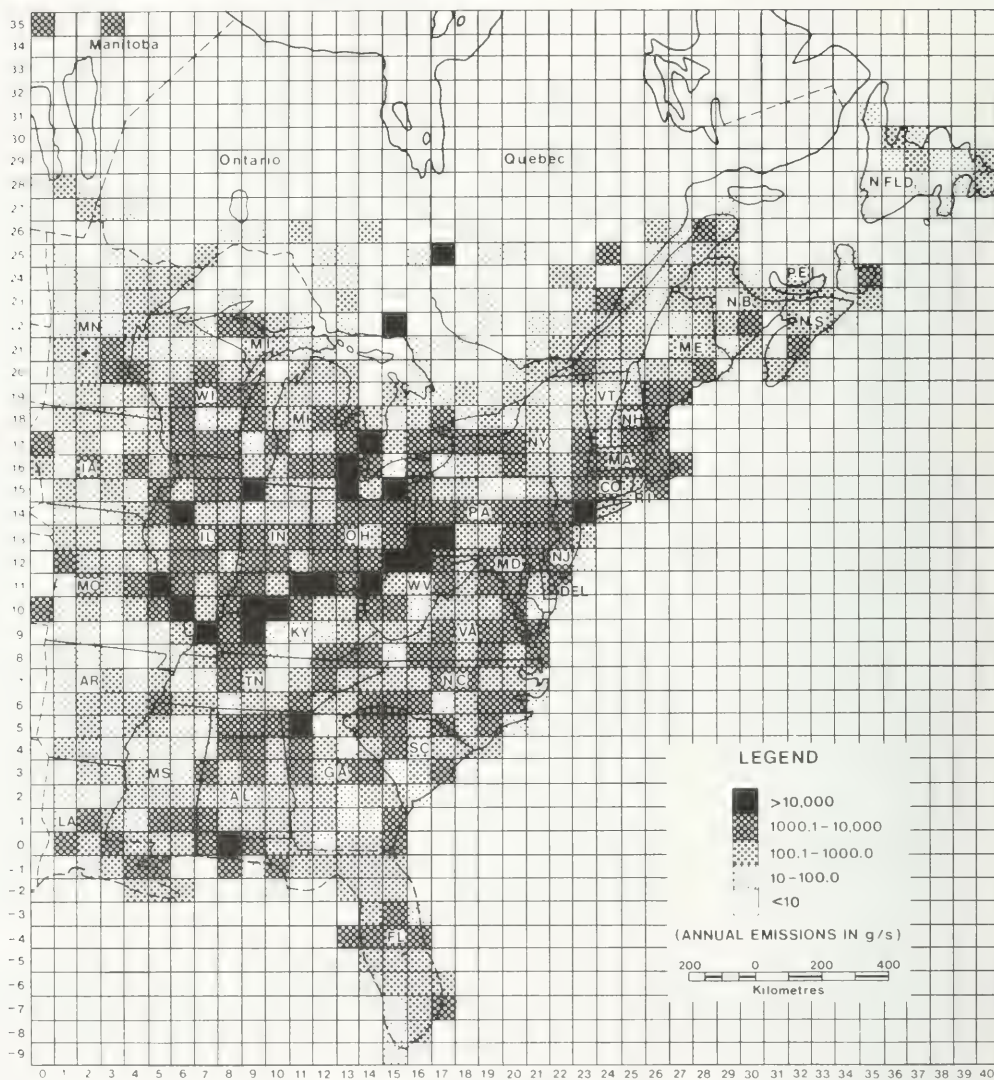 35
34 Manitoba
33
32
31
30
29 Ontario Quebec
28 NFLD.
27
26
25
24 PEI
23 NB
22 MN NS
21 MI ME
20
19 WI VT
18 MI NH
17 NY
16 IA MA
15 CO RI
14 PA
13 IL IN OH
12 MD NJ
11 MO WV DEL
10
9 KY VA
8
TN NC
AR
6
5
4 SC
3 MS GA
2 AL
1 LA
0
-1
-2
-3
-4 FL
-5
-6
-7
-8
-9
0 1 2 3 4 5 6 7 8 9 10 11 12 13 14 15 16 17 18 19 20 21 22 23 24 25 26 27 28 29 30 31 32 33 34 35 36 37 38 39 40
LEGEND
>10,000
1000.1-10,000
100.1-1000.0
10-100.0
<10
(ANNUAL EMISSIONS IN g/s)
200 0 200 400
Kilometres